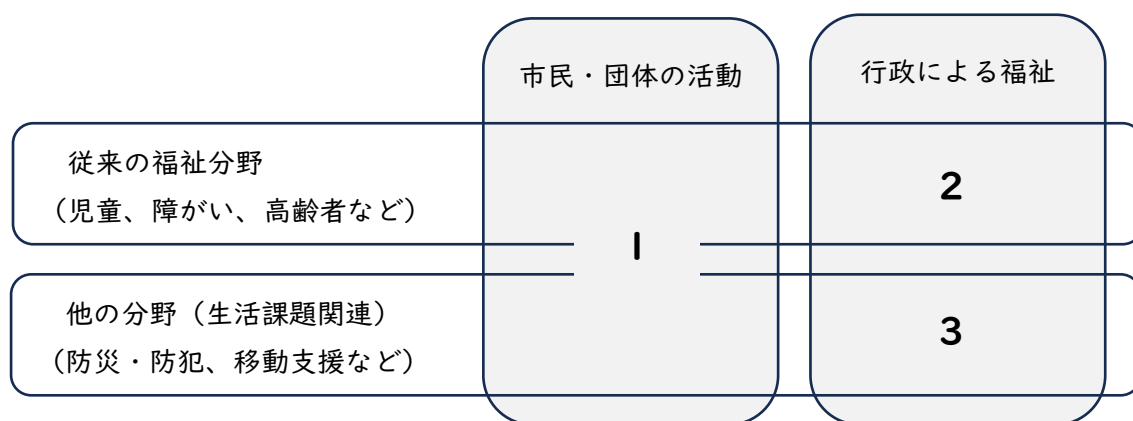 市民・団体の活動
行政による福祉
従来の福祉分野
（児童、障がい、高齢者など）
2
1
他の分野（生活課題関連）
（防災・防犯、移動支援など）
3